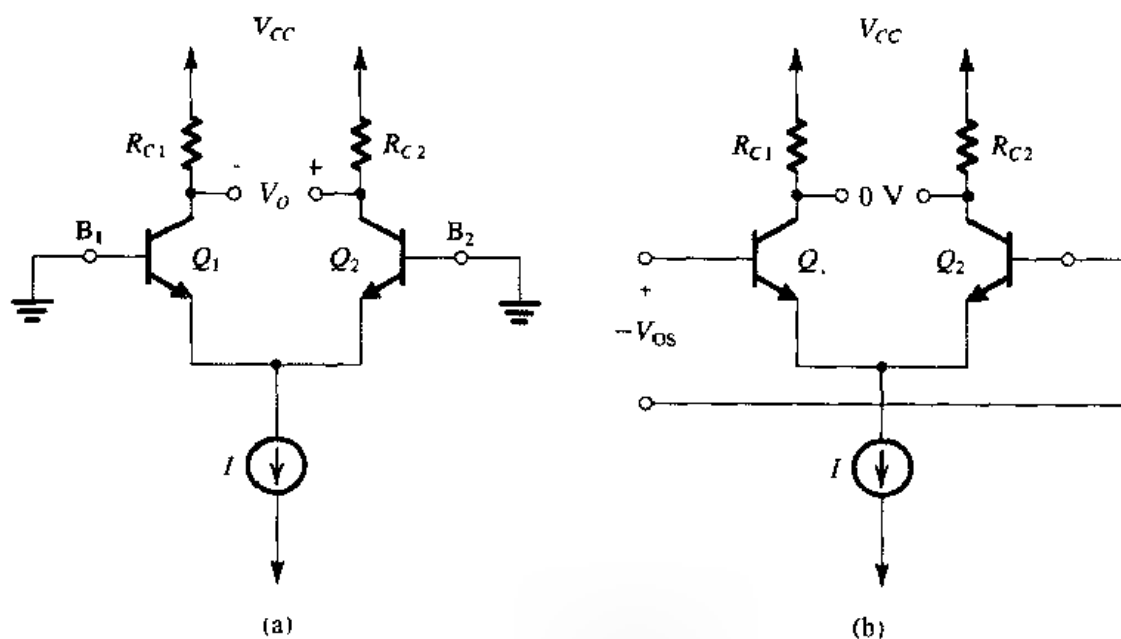 V_CC
R_C1
R_C2
- V_O +
B_1
Q_1
Q_2
B_2
I
(a)
V_CC
R_C1
R_C2
0 V
Q.
Q_2
+
-V_OS
I
(b)